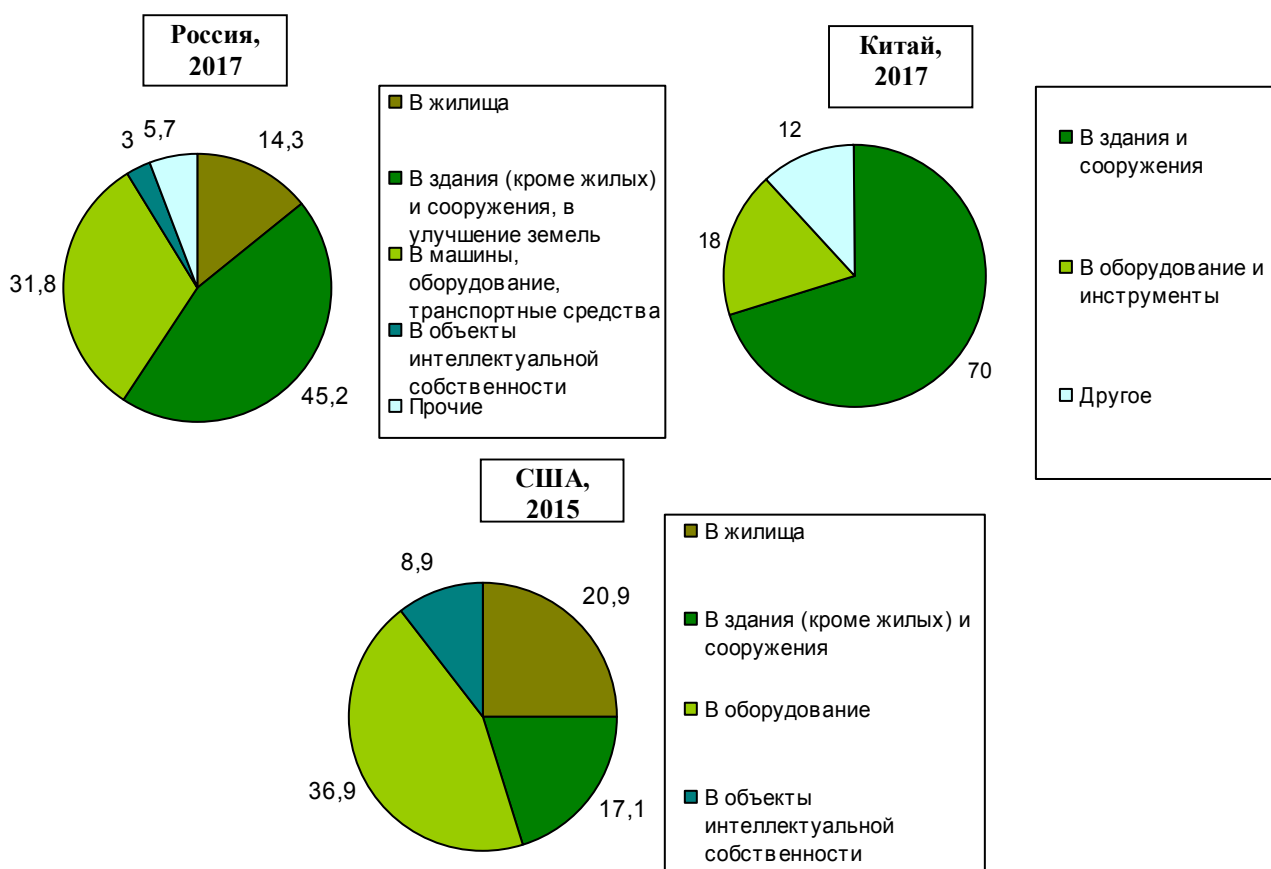 Россия,
2017
3
5,7
14,3
31,8
45,2
В жилища
В здания (кроме жилых)
и сооружения, в
улучшение земель
В машины,
оборудование,
транспортные средства
В объекты
интеллектуальной
собственности
Прочие
Китай,
2017
12
18
70
В здания и
сооружения
В оборудование и
инструменты
Другое
США,
2015
8,9
20,9
36,9
17,1
В жилища
В здания (кроме жилых) и
сооружения
В оборудование
В объекты
интеллектуальной
собственности